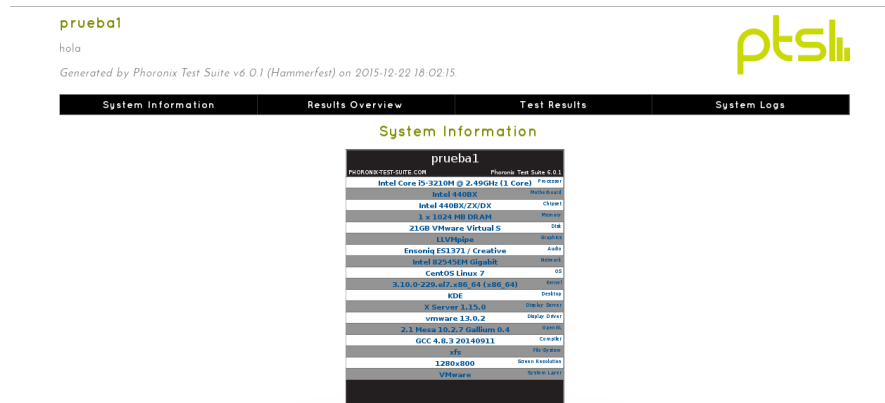 prueba1
hola
Generated by Phoronix Test Suite v6.0.1 (Hammerfest) on 2015-12-22 18:02:15.
pts
System Information Results Overview Test Results System Logs
System Information
prueba1
PHORONIX-TEST-SUITE.COM Phoronix Test Suite 6.0.1
Intel Core i5-3210M @ 2.49GHz (1 Core) Processor
Intel 440BX Motherboard
Intel 440BX/ZX/DX Chipset
1 x 1024 MB DRAM Memory
21GB VMware Virtual S Disk
LLVMpipe Graphics
Ensoniq ES1371 / Creative Audio
Intel 82545EM Gigabit Network
CentOS Linux 7 OS
3.10.0-229.el7.x86_64 (x86_64) Kernel
KDE Desktop
X Server 1.15.0 Display Server
vmware 13.0.2 Display Driver
2.1 Mesa 10.2.7 Gallium 0.4 OpenGL
GCC 4.8.3 20140911 Compiler
xfs File-System
1280x800 Screen Resolution
VMware System Layer